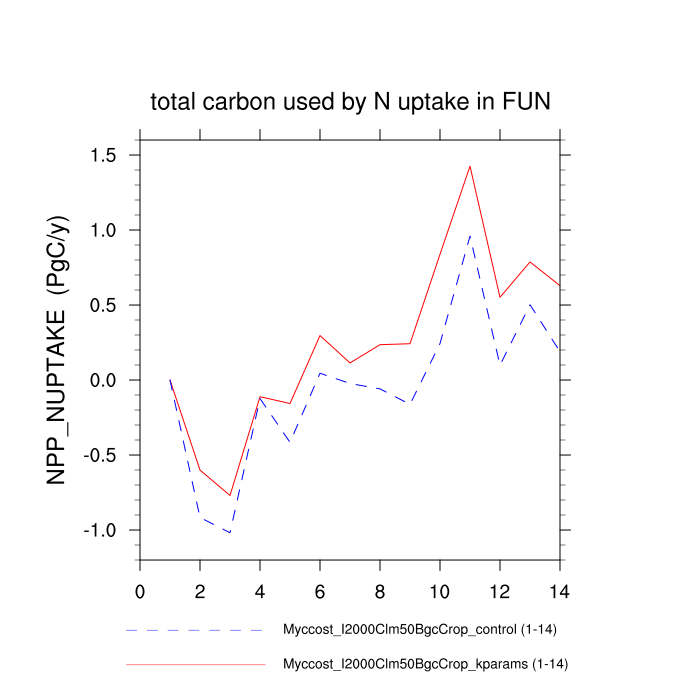 total carbon used by N uptake in FUN
NPP_NUPTAKE (PgC/y)
1.5
1.0
0.5
0.0
-0.5
-1.0
0 2 4 6 8 10 12 14
Myccost_I2000Clm50BgcCrop_control (1-14)
Myccost_I2000Clm50BgcCrop_kparams (1-14)